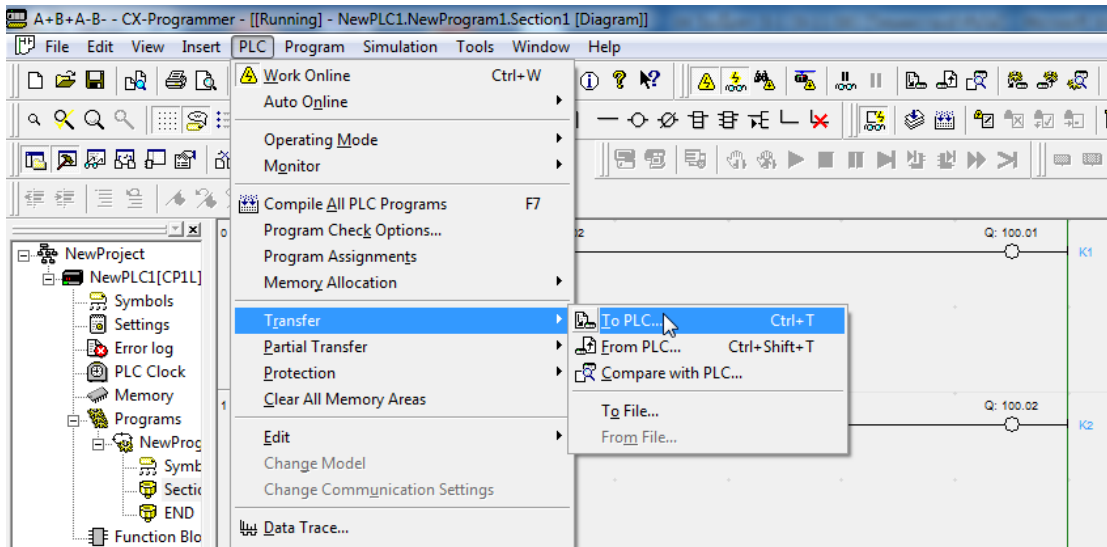 A+B+A-B- - CX-Programmer - [[Running] - NewPLC1.NewProgram1.Section1 [Diagram]]
File Edit View Insert PLC Program Simulation Tools Window Help
Work Online Ctrl+W
Auto Online
Operating Mode
Monitor
Compile All PLC Programs F7
Program Check Options...
Program Assignments
Memory Allocation
Transfer
Partial Transfer
Protection
Clear All Memory Areas
Edit
Change Model
Change Communication Settings
Data Trace...
To PLC... Ctrl+T
From PLC... Ctrl+Shift+T
Compare with PLC...
To File...
From File...
NewProject
NewPLC1[CP1L]
Symbols
Settings
Error log
PLC Clock
Memory
Programs
NewProg
Symb
Sectio
END
Function Blo
0
02
Q: 100.01
K1
1
Q: 100.02
K2